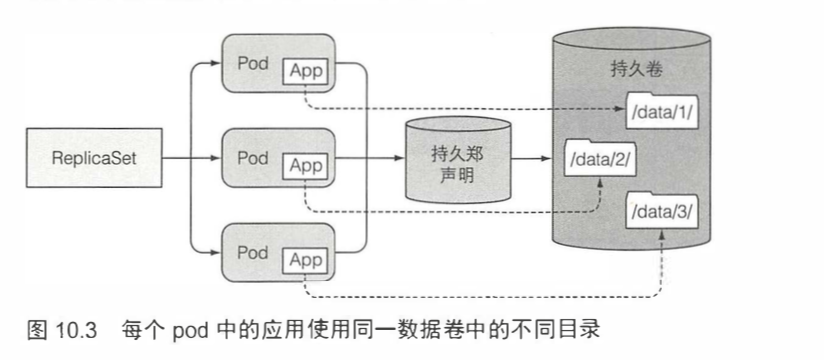 ReplicaSet
Pod
App
Pod
App
Pod
App
持久郑
声明
持久卷
/data/1/
/data/2/
/data/3/
图 10.3 每个 pod 中的应用使用同一数据卷中的不同目录